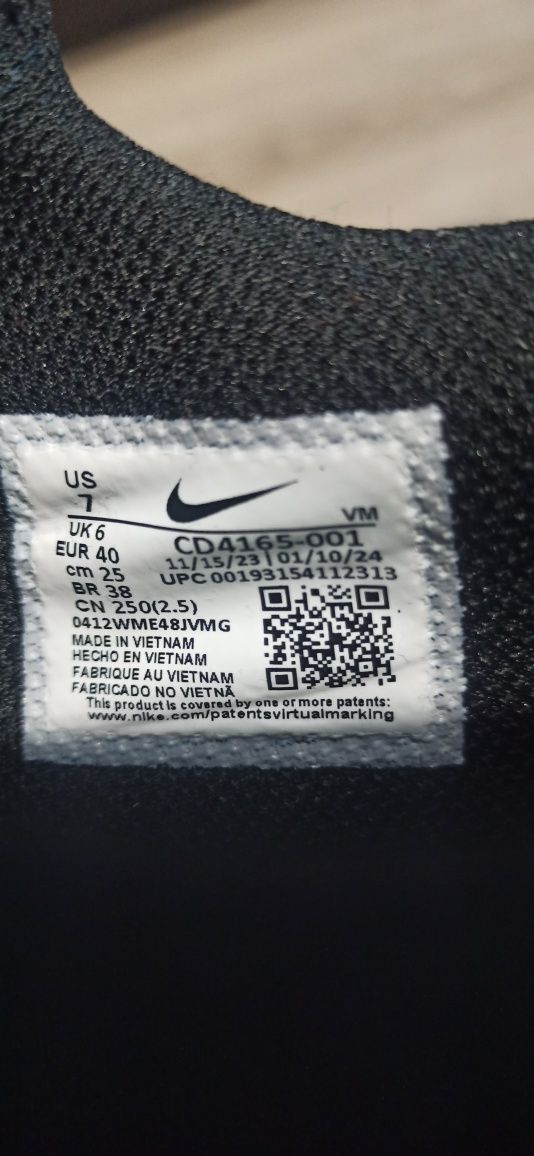 US
7
UK 6
EUR 40
cm 25
BR 38
CN 250(2.5)
VM
CD4165-001
11/15/23 | 01/10/24
UPC 00193154112313
0412WME48JVMG
MADE IN VIETNAM
HECHO EN VIETNAM
FABRIQUE AU VIETNAM
FABRICADO NO VIETNÃ
This product is covered by one or more patents:
www.nike.com/patentsvirtualmarking